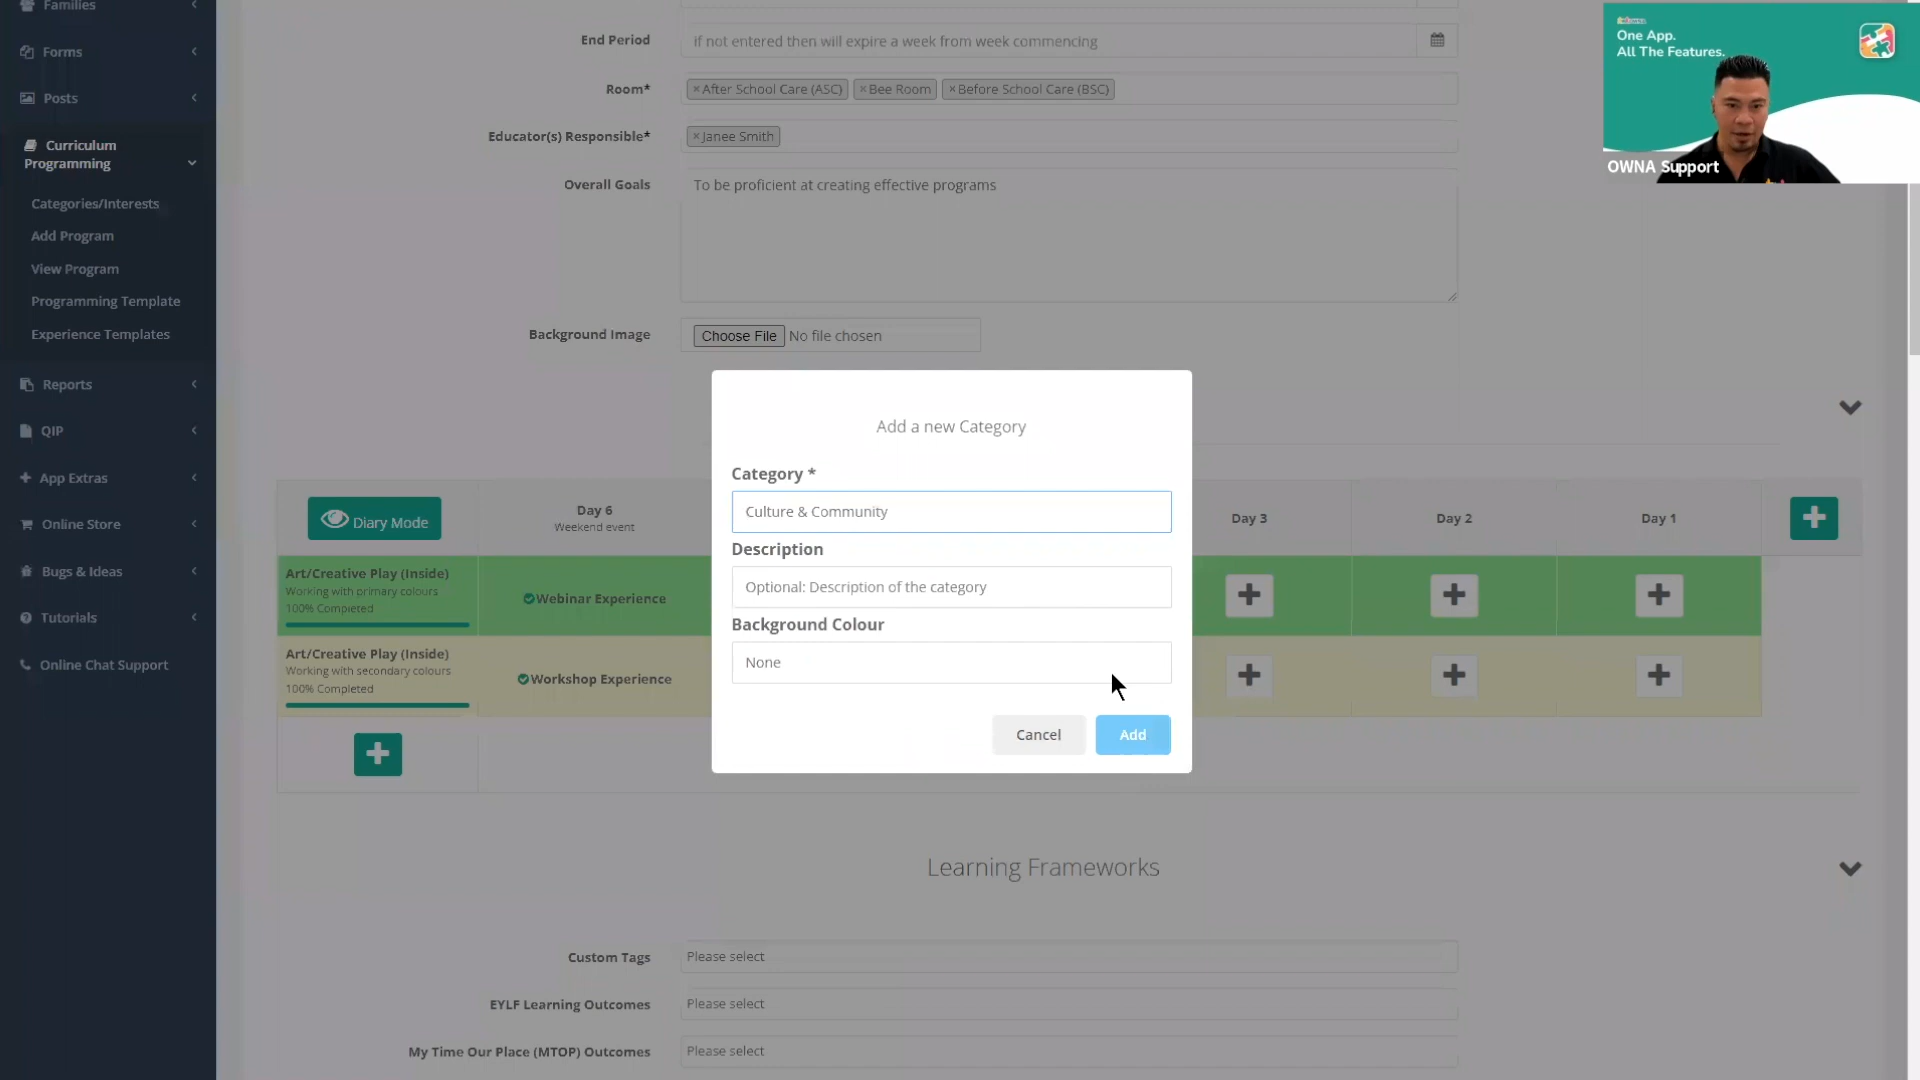 Families
Forms
Posts
Curriculum
Programming
Categories/Interests
Add Program
View Program
Programming Template
Experience Templates
Reports
QIP
App Extras
Online Store
Bugs & Ideas
Tutorials
Online Chat Support
End Period
if not entered then will expire a week from week commencing
Room*
×After School Care (ASC) ×Bee Room ×Before School Care (BSC)
Educator(s) Responsible*
×Janee Smith
Overall Goals
To be proficient at creating effective programs
Background Image
Choose File No file chosen
Diary Mode
Day 6
Weekend event
Day 3
Day 2
Day 1
Art/Creative Play (Inside)
Working with primary colours
100% Completed
Webinar Experience
Art/Creative Play (Inside)
Working with secondary colours
100% Completed
Workshop Experience
Add a new Category
Category *
Culture & Community
Description
Optional: Description of the category
Background Colour
None
Cancel
Add
Learning Frameworks
Custom Tags
Please select
EYLF Learning Outcomes
Please select
My Time Our Place (MTOP) Outcomes
Please select
One App.
All The Features.
OWNA Support